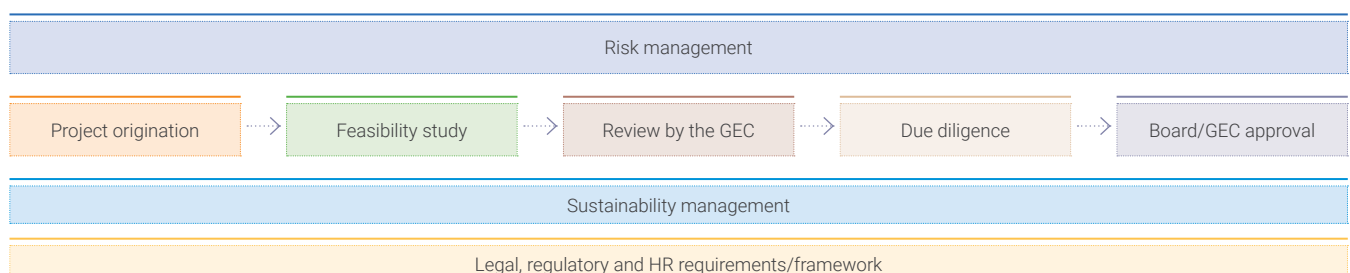 Risk management
Project origination
Feasibility study
Review by the GEC
Due diligence
Board/GEC approval
Sustainability management
Legal, regulatory and HR requirements/framework